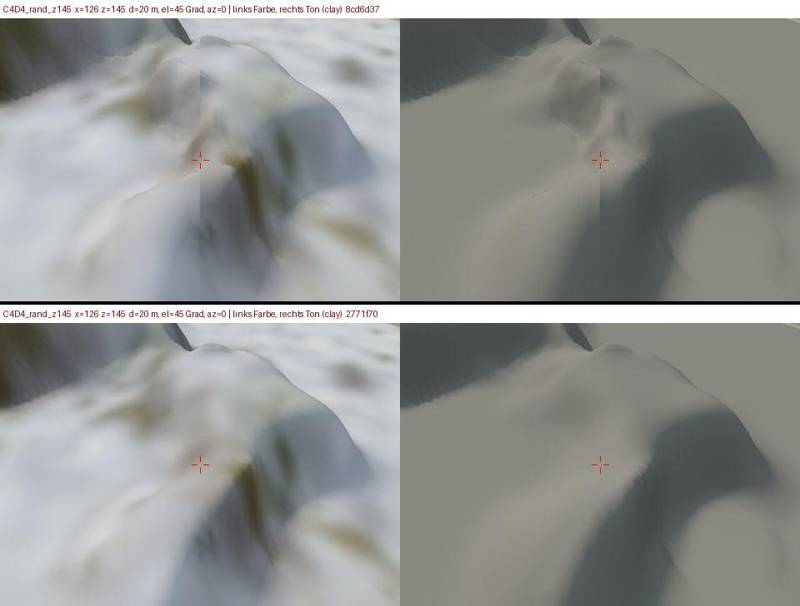 C4D4_rand_z145 x=126 z=145 d=20 m, el=45 Grad, az=0 | links Farbe, rechts Ton (clay) 8cd6d37
C4D4_rand_z145 x=126 z=145 d=20 m, el=45 Grad, az=0 | links Farbe, rechts Ton (clay) 2771f70